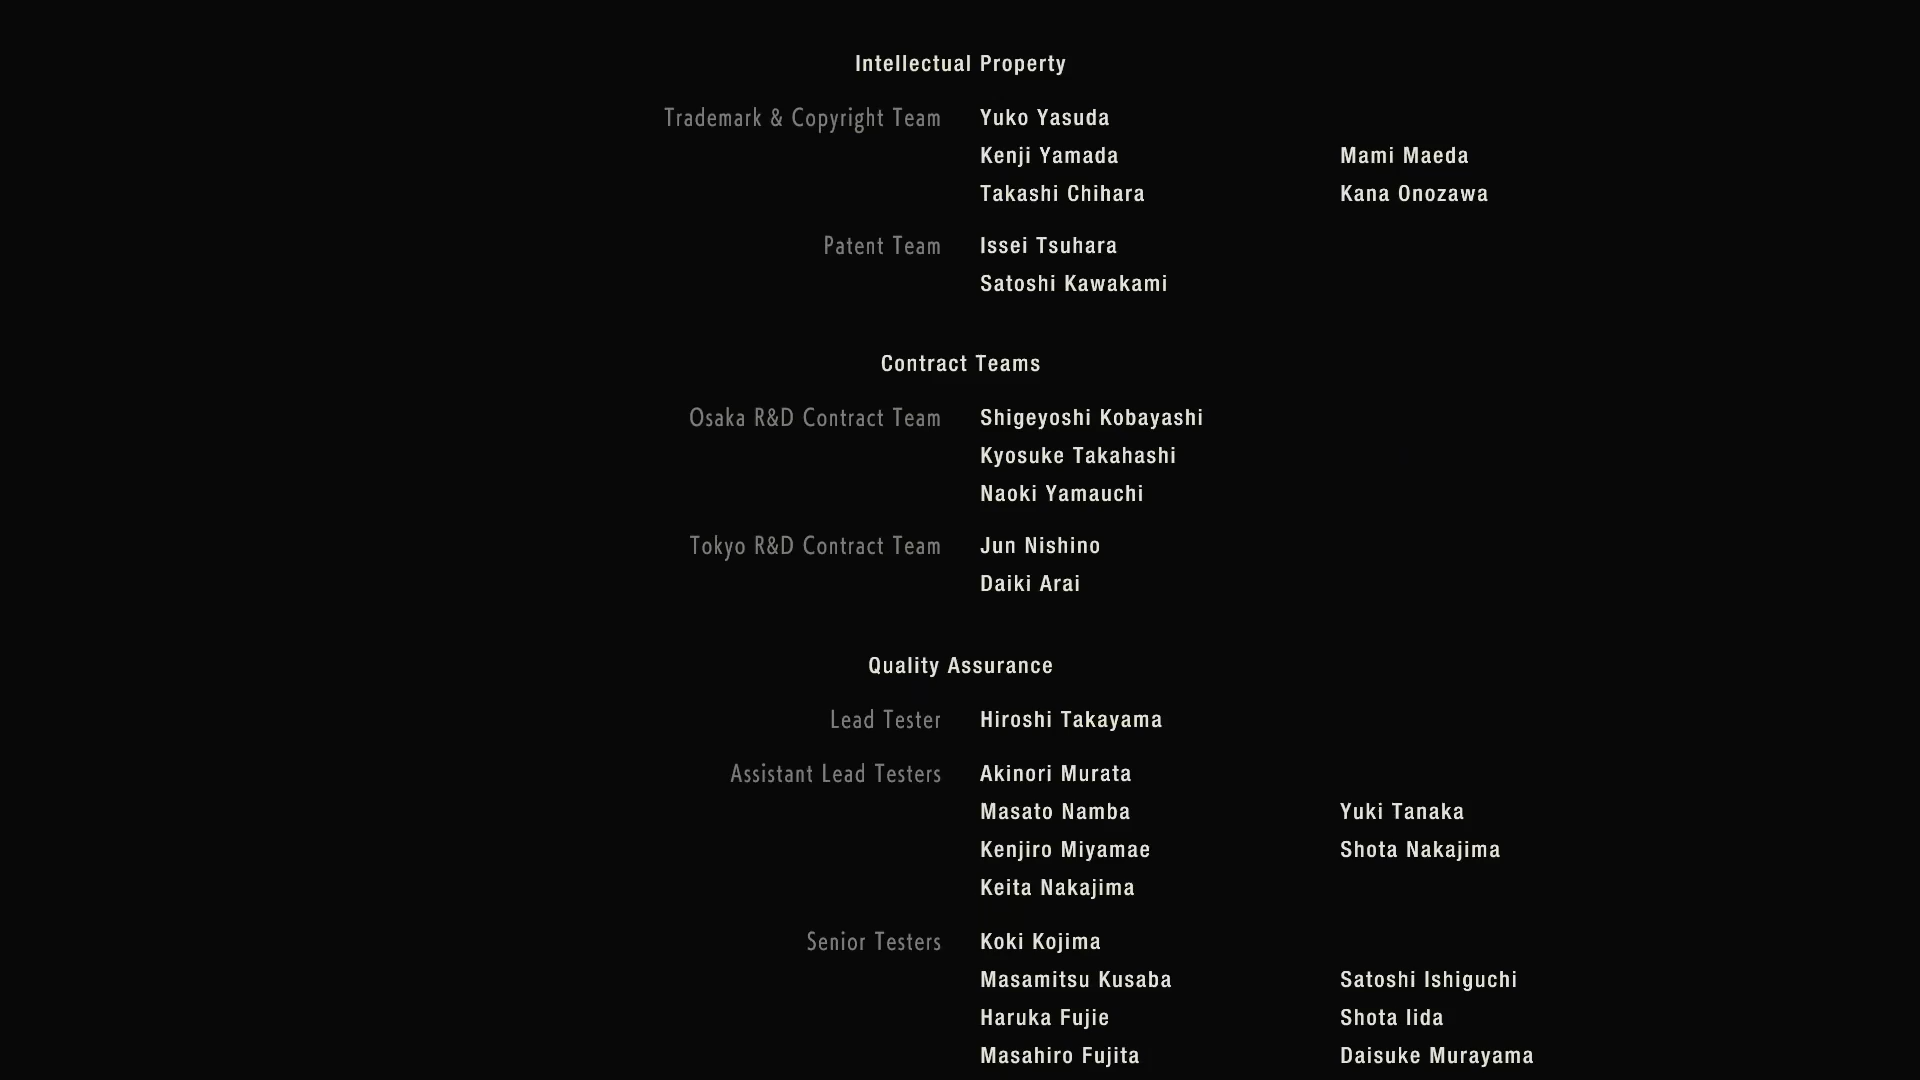 Intellectual Property
Trademark & Copyright Team Yuko Yasuda
Kenji Yamada Mami Maeda
Takashi Chihara Kana Onozawa
Patent Team Issei Tsuhara
Satoshi Kawakami
Contract Teams
Osaka R&D Contract Team Shigeyoshi Kobayashi
Kyosuke Takahashi
Naoki Yamauchi
Tokyo R&D Contract Team Jun Nishino
Daiki Arai
Quality Assurance
Lead Tester Hiroshi Takayama
Assistant Lead Testers Akinori Murata
Masato Namba Yuki Tanaka
Kenjiro Miyamae Shota Nakajima
Keita Nakajima
Senior Testers Koki Kojima
Masamitsu Kusaba Satoshi Ishiguchi
Haruka Fujie Shota Iida
Masahiro Fujita Daisuke Murayama